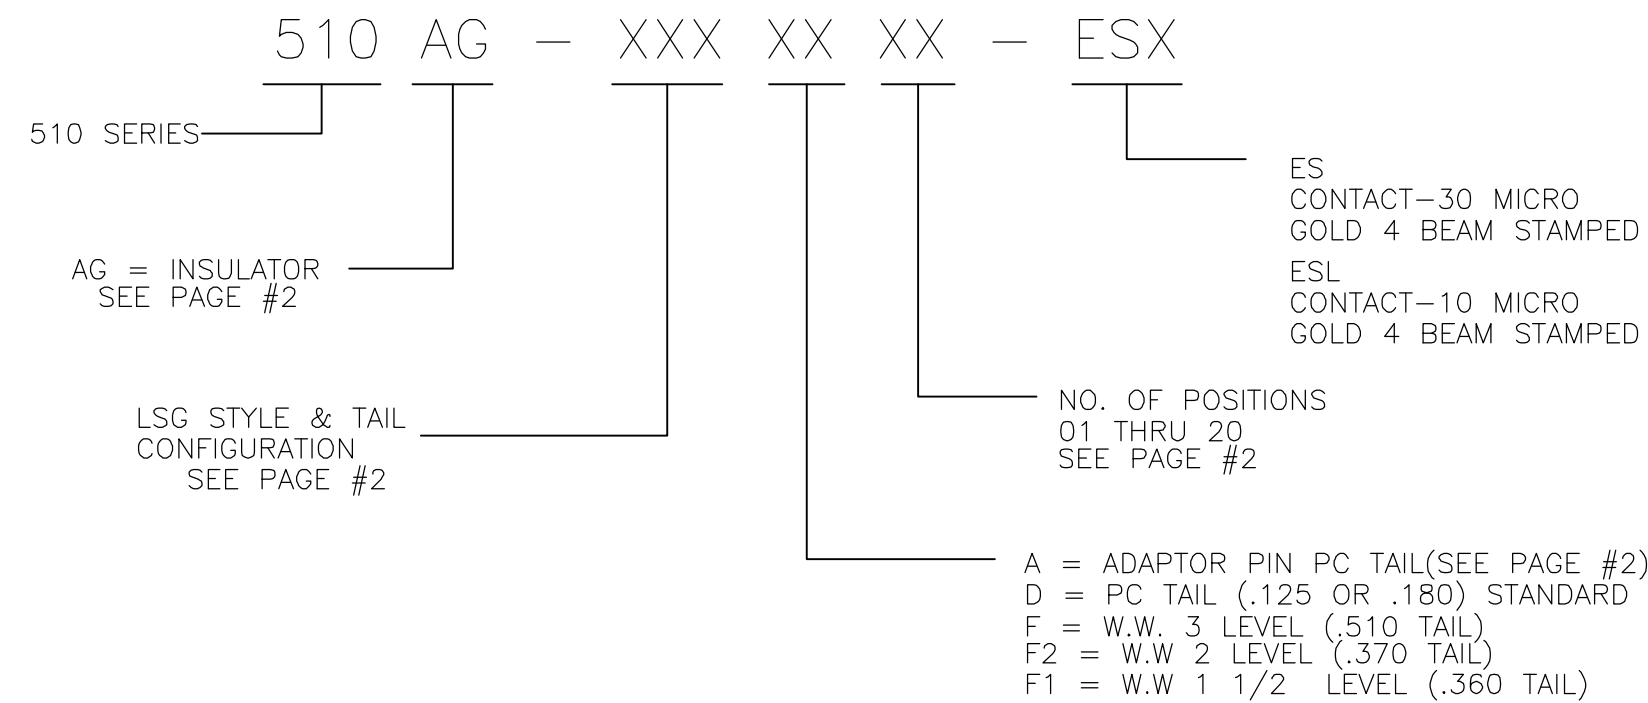 510 AG - XXX XX XX - ESX
510 SERIES
AG = INSULATOR
SEE PAGE #2
LSG STYLE & TAIL
CONFIGURATION
SEE PAGE #2
ES
CONTACT-30 MICRO
GOLD 4 BEAM STAMPED
ESL
CONTACT-10 MICRO
GOLD 4 BEAM STAMPED
NO. OF POSITIONS
01 THRU 20
SEE PAGE #2
A = ADAPTOR PIN PC TAIL(SEE PAGE #2)
D = PC TAIL (.125 OR .180) STANDARD
F = W.W. 3 LEVEL (.510 TAIL)
F2 = W.W 2 LEVEL (.370 TAIL)
F1 = W.W 1 1/2 LEVEL (.360 TAIL)